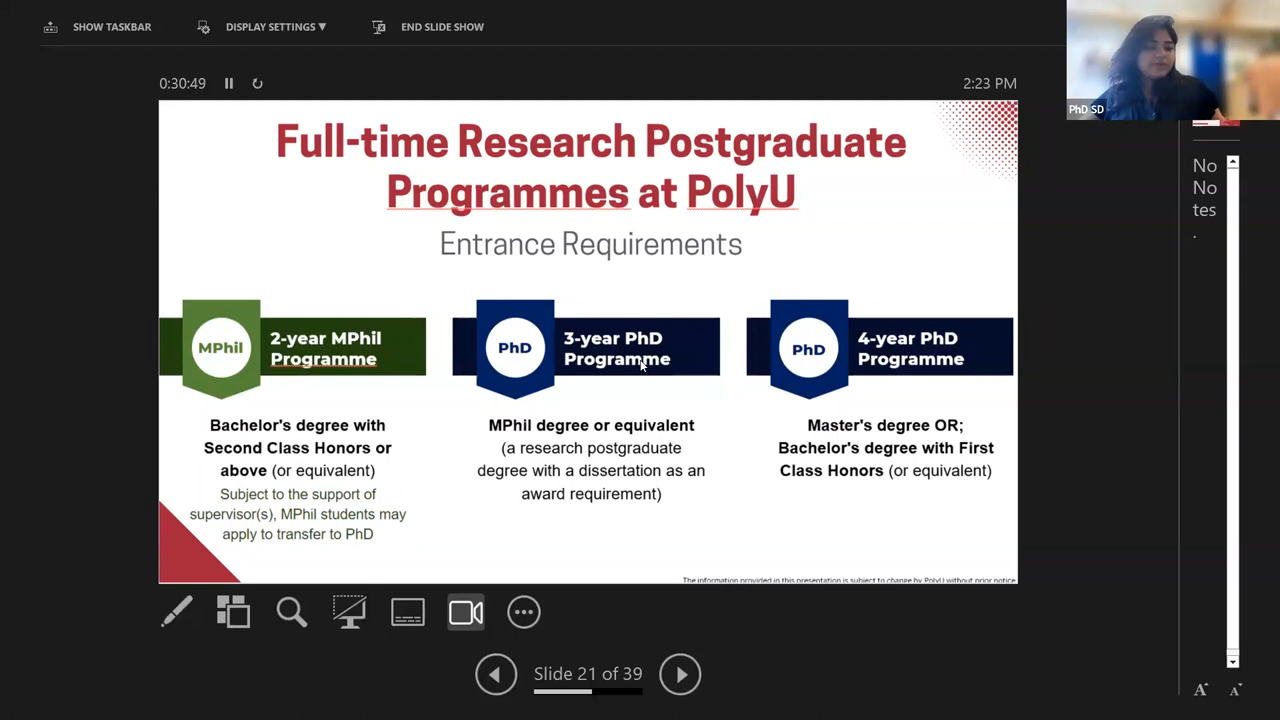 SHOW TASKBAR
DISPLAY SETTINGS ▼
END SLIDE SHOW
PhD SD
0:30:49
2:23 PM
Full-time Research Postgraduate
Programmes at PolyU
Entrance Requirements
MPhil
2-year MPhil
Programme
Bachelor's degree with
Second Class Honors or
above (or equivalent)
Subject to the support of
supervisor(s), MPhil students may
apply to transfer to PhD
PhD
3-year PhD
Programme
MPhil degree or equivalent
(a research postgraduate
degree with a dissertation as an
award requirement)
PhD
4-year PhD
Programme
Master's degree OR;
Bachelor's degree with First
Class Honors (or equivalent)
The information provided in this presentation is subject to change by PolyU without prior notice
No
No
tes
.
Slide 21 of 39
A
A